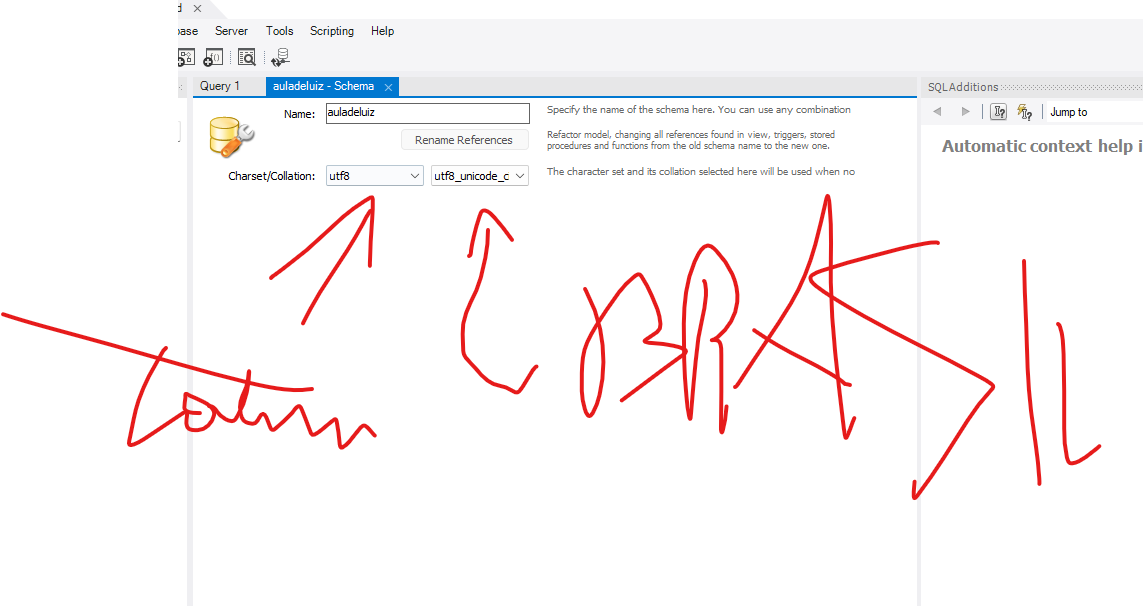 d ×
base Server Tools Scripting Help
Query 1 auladeluiz - Schema × SQLAdditions
Name: auladeluiz Specify the name of the schema here. You can use any combination Jump to
Rename References Refactor model, changing all references found in view, triggers, stored
procedures and functions from the old schema name to the new one. Automatic context help i
Charset/Collation: utf8 utf8_unicode_c The character set and its collation selected here will be used when no
BRASIL